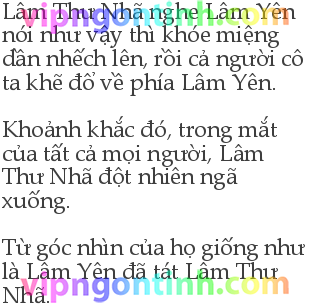 Lâm Thư Nhã nghe Lâm Yên
nói như vậy thì khóe miệng
dần nhếch lên, rồi cả người cô
ta khẽ đổ về phía Lâm Yên.
Khoảnh khắc đó, trong mắt
của tất cả mọi người, Lâm
Thư Nhã đột nhiên ngã
xuống.
Từ góc nhìn của họ giống như
là Lâm Yên đã tát Lâm Thư
Nhã.
vipngontinh.com
vipngontinh.com